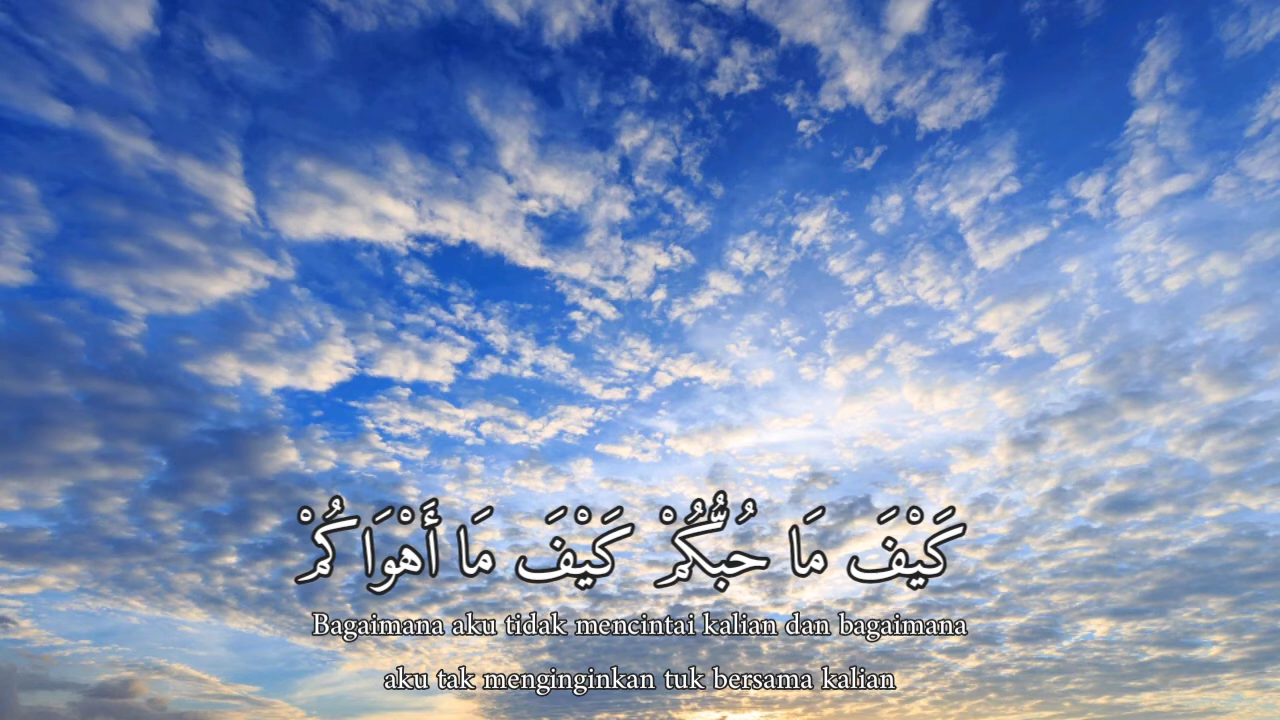 كَيْفَ مَا حُبُّكُمْ كَيْفَ مَا أَهْوَاكُمْ
Bagaimana aku tidak mencintai kalian dan bagaimana
aku tak menginginkan tuk bersama kalian